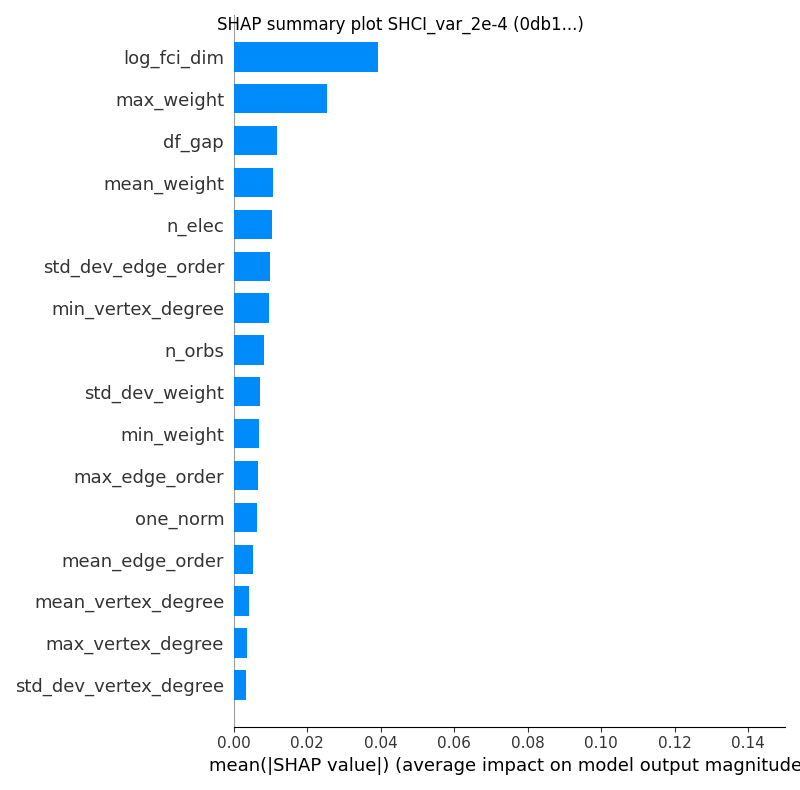 SHAP summary plot SHCI_var_2e-4 (0db1...)
log_fci_dim
max_weight
df_gap
mean_weight
n_elec
std_dev_edge_order
min_vertex_degree
n_orbs
std_dev_weight
min_weight
max_edge_order
one_norm
mean_edge_order
mean_vertex_degree
max_vertex_degree
std_dev_vertex_degree
0.00 0.02 0.04 0.06 0.08 0.10 0.12 0.14
mean(|SHAP value|) (average impact on model output magnitude